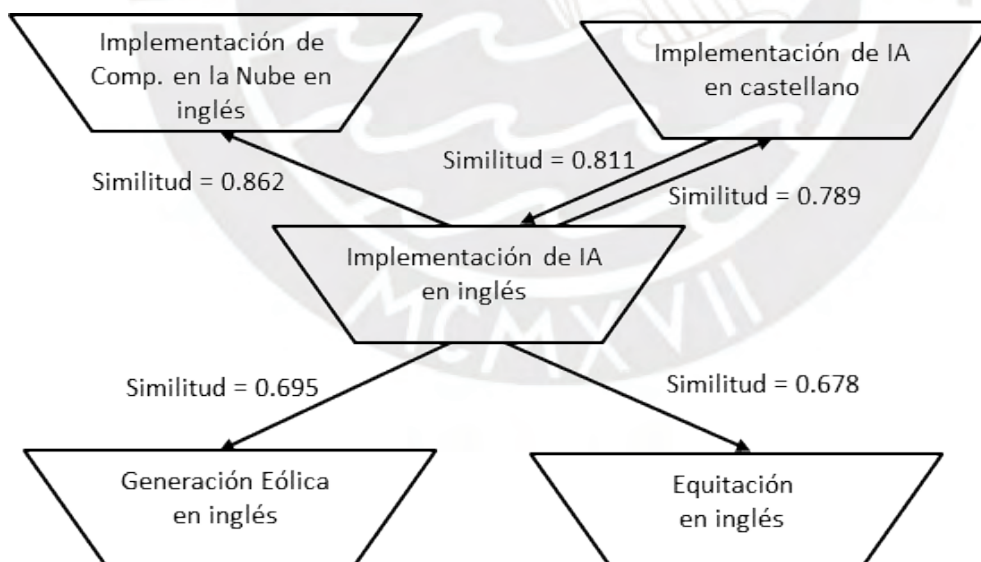 Implementación de
Comp. en la Nube en
inglés
Implementación de IA
en castellano
Similitud = 0.811
Similitud = 0.862
Similitud = 0.789
Implementación de IA
en inglés
MCMXVII
Similitud = 0.695
Similitud = 0.678
Generación Eólica
en inglés
Equitación
en inglés